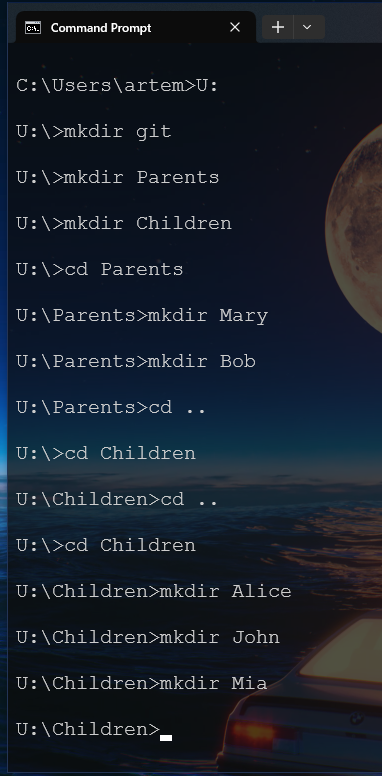 Command Prompt
C:\Users\artem>U:
U:\>mkdir git
U:\>mkdir Parents
U:\>mkdir Children
U:\>cd Parents
U:\Parents>mkdir Mary
U:\Parents>mkdir Bob
U:\Parents>cd ..
U:\>cd Children
U:\Children>cd ..
U:\>cd Children
U:\Children>mkdir Alice
U:\Children>mkdir John
U:\Children>mkdir Mia
U:\Children>